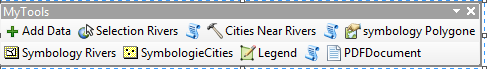 MyTools
Add Data Selection Rivers Cities Near Rivers symbology Polygone
Symbology Rivers SymbologieCities Legend PDFDocument